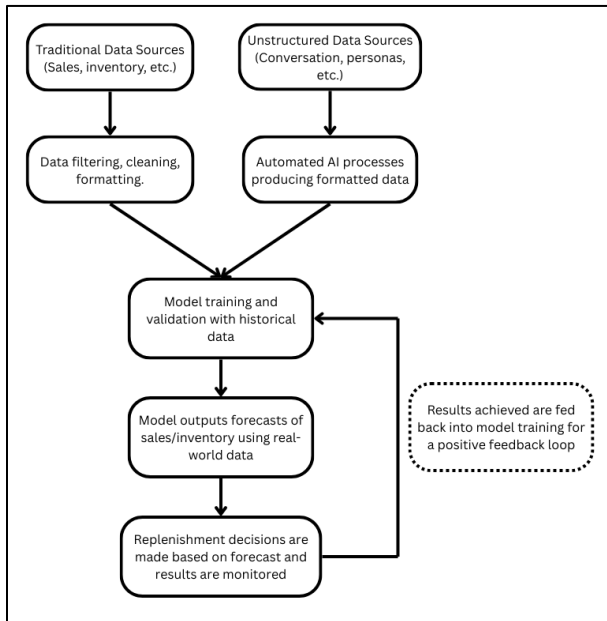 Traditional Data Sources
(Sales, inventory, etc.)
Unstructured Data Sources
(Conversation, personas,
etc.)
Data filtering, cleaning,
formatting.
Automated AI processes
producing formatted data
Model training and
validation with historical
data
Model outputs forecasts of
sales/inventory using real-
world data
Results achieved are fed
back into model training for
a positive feedback loop
Replenishment decisions are
made based on forecast and
results are monitored